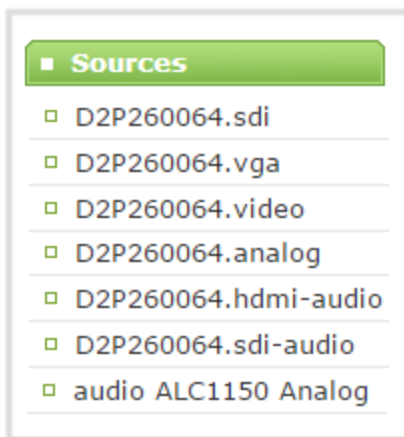 Sources
D2P260064.sdi
D2P260064.vga
D2P260064.video
D2P260064.analog
D2P260064.hdmi-audio
D2P260064.sdi-audio
audio ALC1150 Analog